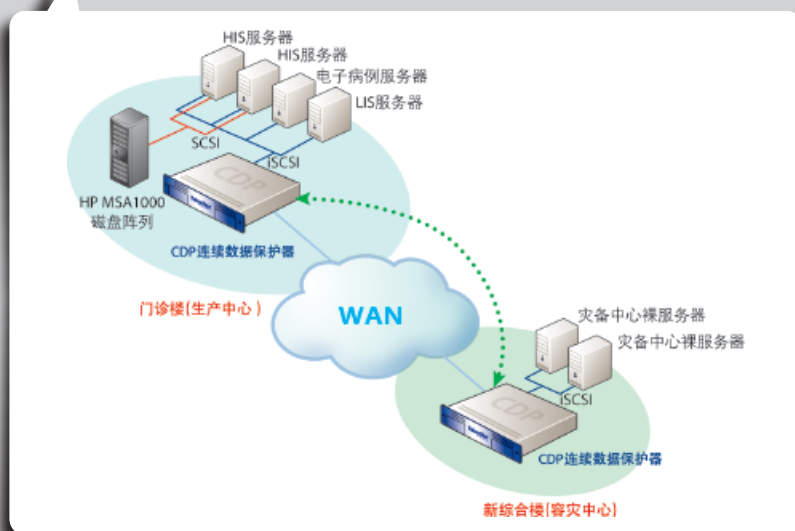 HIS服务器
HIS服务器
电子病例服务器
LIS服务器
SCSI
iSCSI
CDP
HP MSA1000
磁盘阵列
CDP连续数据保护器
门诊楼(生产中心)
WAN
灾备中心裸服务器
灾备中心裸服务器
iSCSI
CDP
CDP连续数据保护器
新综合楼(容灾中心)